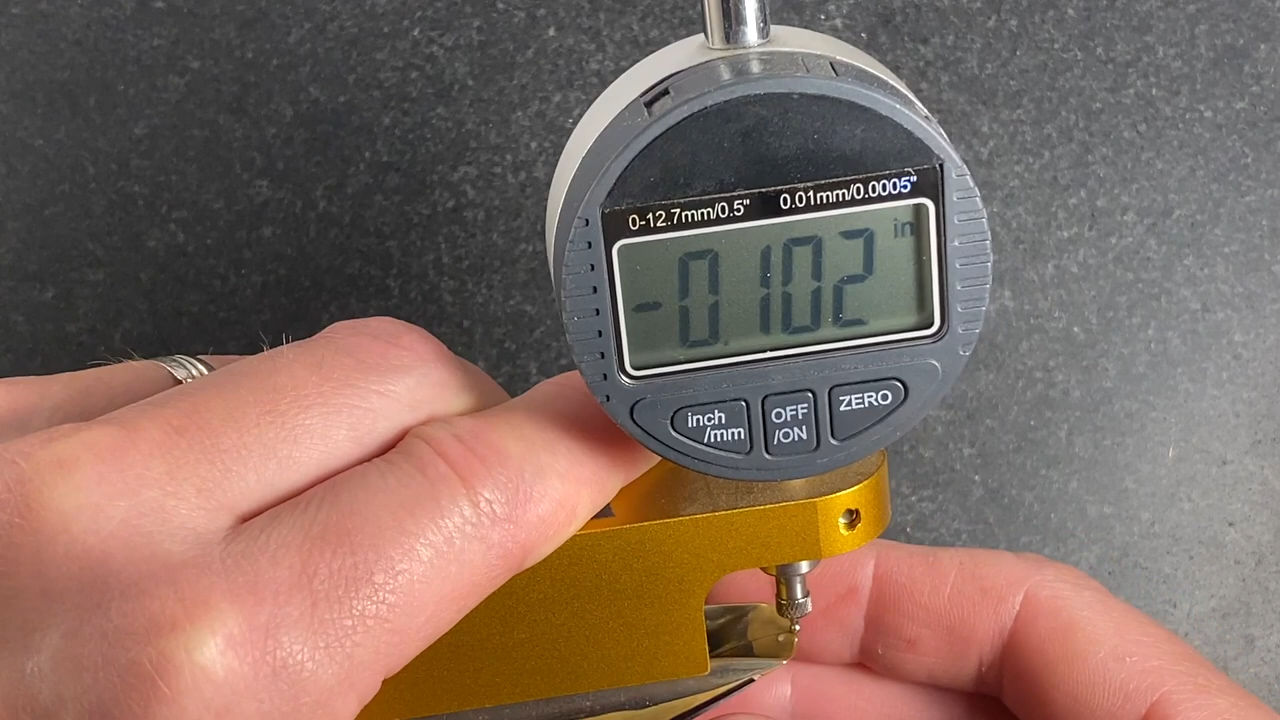 0-12.7mm/0.5" 0.01mm/0.0005"
in
-0.102
inch
/mm
OFF
/ON
ZERO